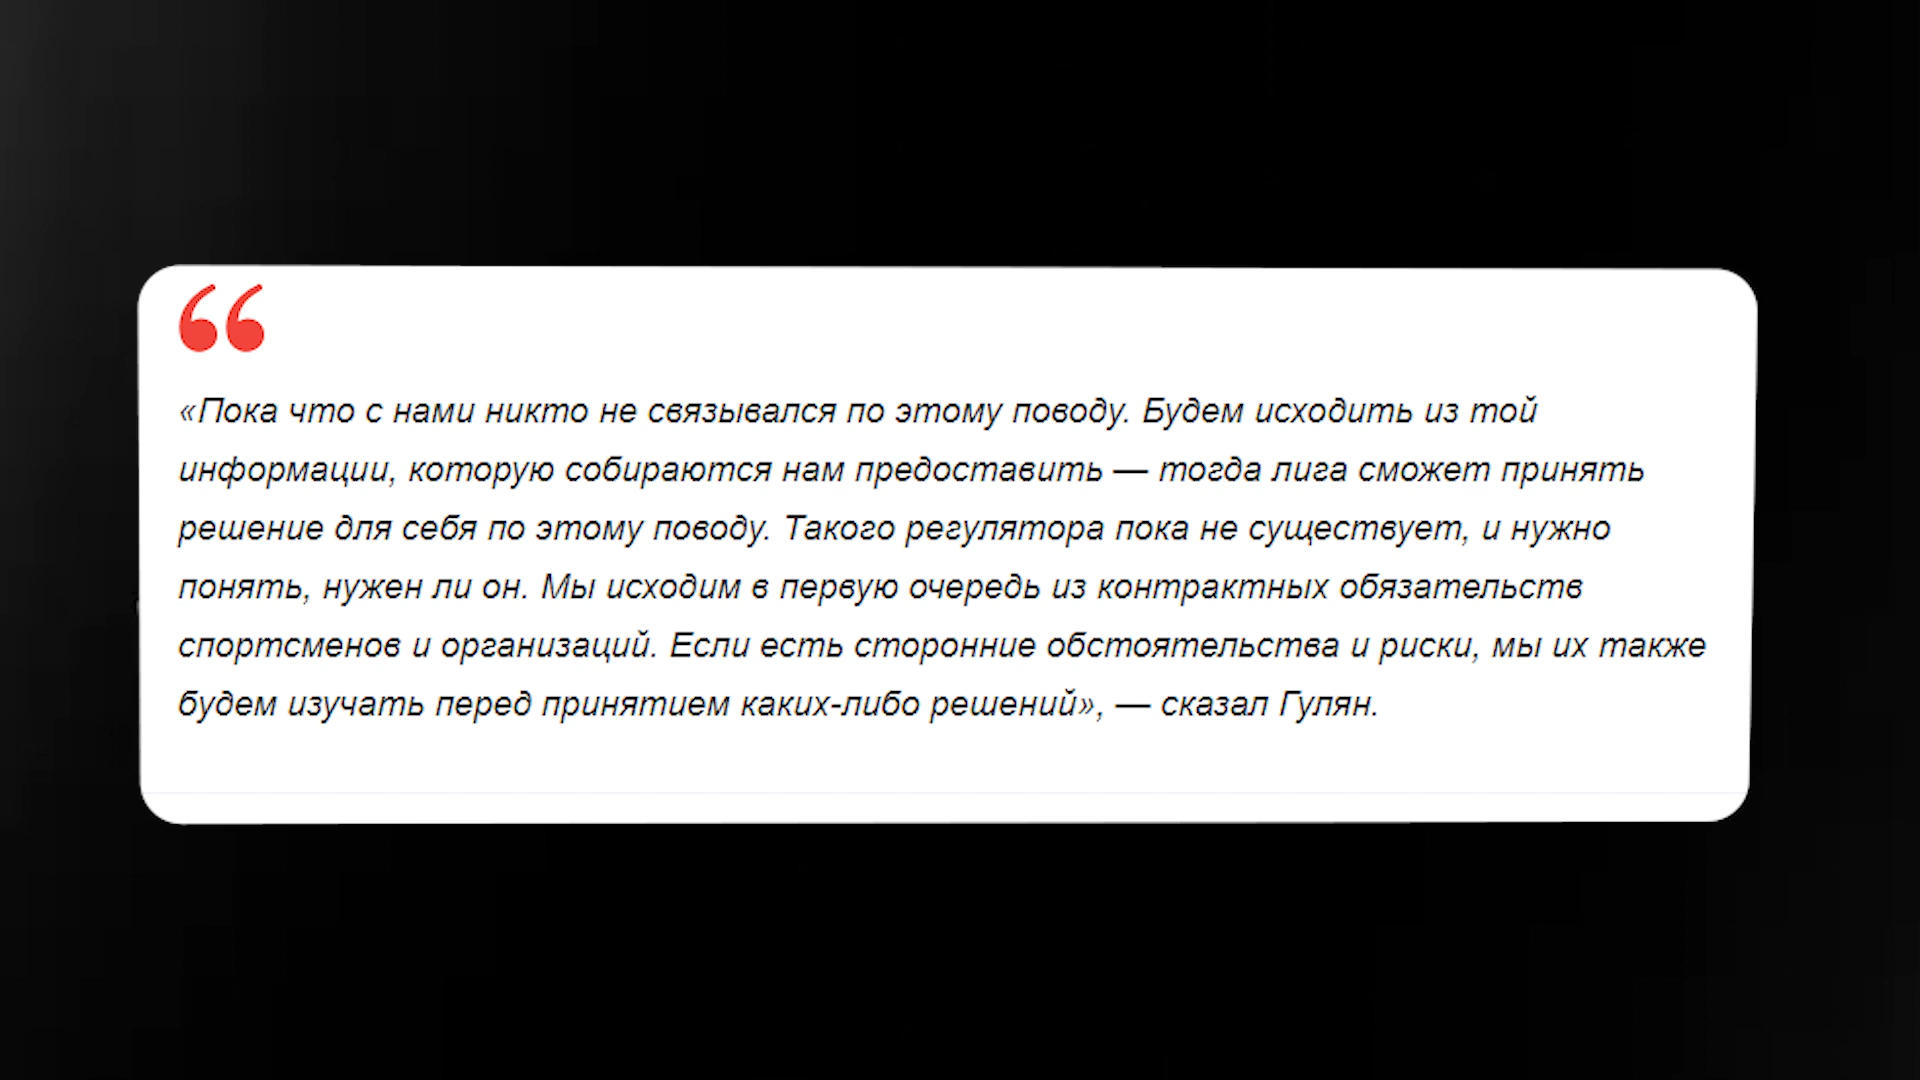 «Пока что с нами никто не связывался по этому поводу. Будем исходить из той
информации, которую собираются нам предоставить — тогда лига сможет принять
решение для себя по этому поводу. Такого регулятора пока не существует, и нужно
понять, нужен ли он. Мы исходим в первую очередь из контрактных обязательств
спортсменов и организаций. Если есть сторонние обстоятельства и риски, мы их также
будем изучать перед принятием каких-либо решений», — сказал Гулян.